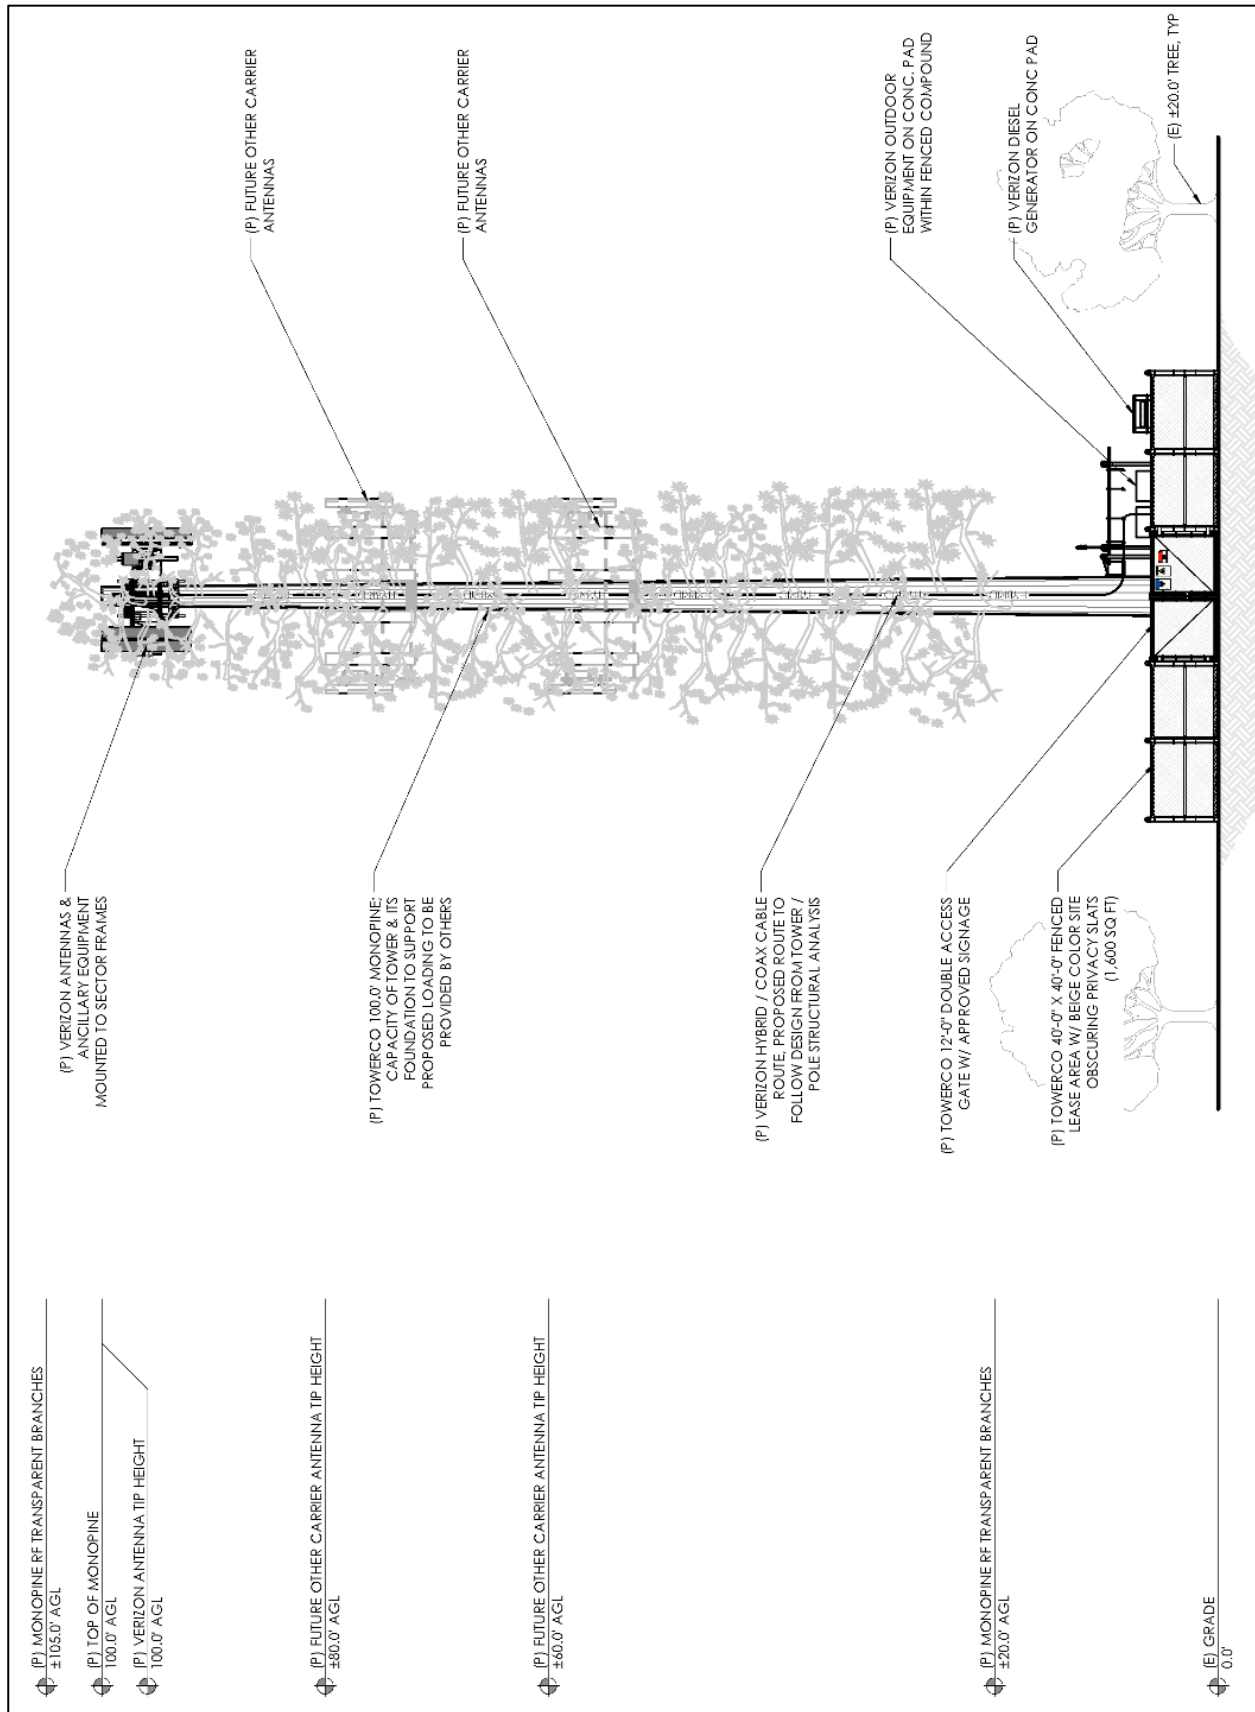 (P) MONOPINE RF TRANSPARENT BRANCHES
±105.0' AGL
(P) TOP OF MONOPINE
100.0' AGL
(P) VERIZON ANTENNA TIP HEIGHT
100.0' AGL
(P) FUTURE OTHER CARRIER ANTENNA TIP HEIGHT
±80.0' AGL
(P) FUTURE OTHER CARRIER ANTENNA TIP HEIGHT
±60.0' AGL
(P) MONOPINE RF TRANSPARENT BRANCHES
±20.0' AGL
(E) GRADE
0.0'
(P) VERIZON ANTENNAS &
ANCILLARY EQUIPMENT
MOUNTED TO SECTOR FRAMES
(P) TOWERCO 100.0' MONOPINE;
CAPACITY OF TOWER & ITS
FOUNDATION TO SUPPORT
PROPOSED LOADING TO BE
PROVIDED BY OTHERS
(P) VERIZON HYBRID / COAX CABLE
ROUTE, PROPOSED ROUTE TO
FOLLOW DESIGN FROM TOWER /
POLE STRUCTURAL ANALYSIS
(P) TOWERCO 12'-0" DOUBLE ACCESS
GATE W/ APPROVED SIGNAGE
(P) TOWERCO 40'-0" X 40'-0" FENCED
LEASE AREA W/ BEIGE COLOR SITE
OBSCURING PRIVACY SLATS
(1,600 SQ FT)
(P) FUTURE OTHER CARRIER
ANTENNAS
(P) FUTURE OTHER CARRIER
ANTENNAS
(P) VERIZON OUTDOOR
EQUIPMENT ON CONC. PAD
WITHIN FENCED COMPOUND
(P) VERIZON DIESEL
GENERATOR ON CONC PAD
(E) ±20.0' TREE, TYP